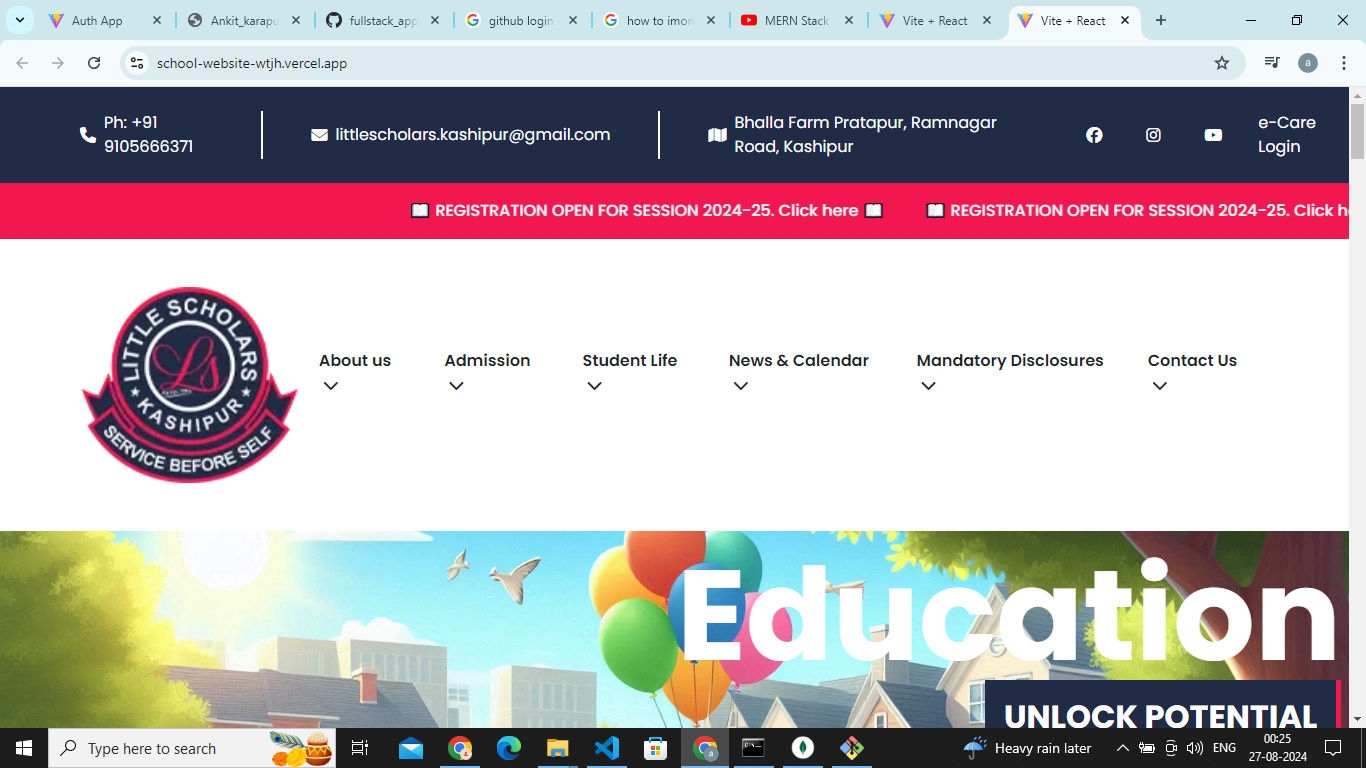 Auth App
Ankit_karapu
fullstack_app
github login
how to imor
MERN Stack
Vite + React
Vite + React
school-website-wtjh.vercel.app
a
Ph: +91
9105666371
littlescholars.kashipur@gmail.com
Bhalla Farm Pratapur, Ramnagar
Road, Kashipur
e-Care
Login
REGISTRATION OPEN FOR SESSION 2024-25. Click here
REGISTRATION OPEN FOR SESSION 2024-25. Click h
LITTLE SCHOLARS
Ls
KASHIPUR
SERVICE BEFORE SELF
About us
Admission
Student Life
News & Calendar
Mandatory Disclosures
Contact Us
Education
UNLOCK POTENTIAL
Type here to search
Heavy rain later
ENG
00:25
27-08-2024